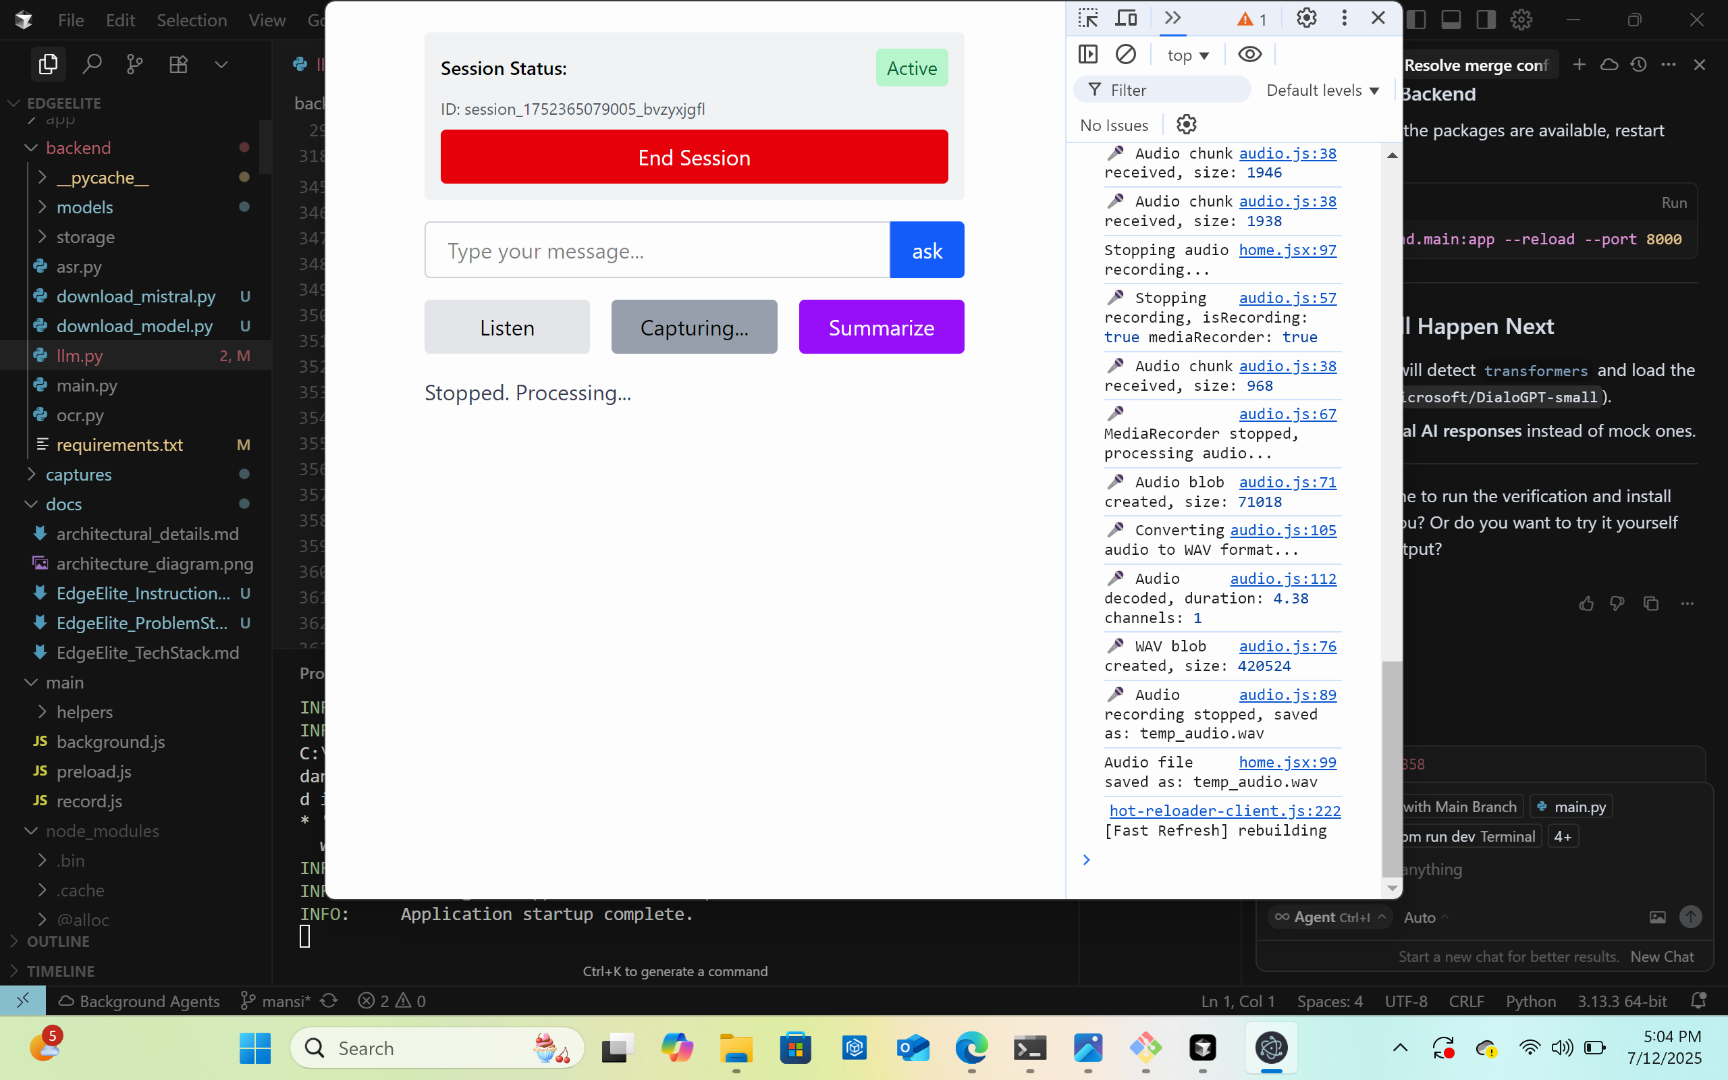 File Edit Selection View
EDGEELITE
app
backend
__pycache__
models
storage
asr.py
download_mistral.py U
download_model.py U
llm.py 2, M
main.py
ocr.py
requirements.txt M
captures
docs
architectural_details.md
architecture_diagram.png
EdgeElite_Instruction... U
EdgeElite_ProblemSt... U
EdgeElite_TechStack.md
main
helpers
JS background.js
JS preload.js
JS record.js
node_modules
.bin
.cache
@alloc
OUTLINE
TIMELINE
318
Session Status:
Active
ID: session_1752365079005_bvzyxjgfl
End Session
Type your message...
ask
Listen
Capturing...
Summarize
Stopped. Processing...
1
top
Filter
Default levels
No Issues
Audio chunk audio.js:38
received, size: 1946
Audio chunk audio.js:38
received, size: 1938
Stopping audio home.jsx:97
recording...
Stopping audio.js:57
recording, isRecording:
true mediaRecorder: true
Audio chunk audio.js:38
received, size: 968
audio.js:67
MediaRecorder stopped,
processing audio...
Audio blob audio.js:71
created, size: 71018
Converting audio.js:105
audio to WAV format...
Audio audio.js:112
decoded, duration: 4.38
channels: 1
WAV blob audio.js:76
created, size: 420524
Audio audio.js:89
recording stopped, saved
as: temp_audio.wav
Audio file home.jsx:99
saved as: temp_audio.wav
hot-reloader-client.js:222
[Fast Refresh] rebuilding
Resolve merge conf
Backend
the packages are available, restart
Run
nd.main:app --reload --port 8000
ll Happen Next
will detect transformers and load the
icrosoft/DialoGPT-small).
al AI responses instead of mock ones.
ne to run the verification and install
ou? Or do you want to try it yourself
tput?
858
with Main Branch main.py
pm run dev Terminal 4+
anything
Agent Ctrl+I Auto
Start a new chat for better results. New Chat
INFO: Application startup complete.
Ctrl+K to generate a command
Background Agents mansi* 2 0
Ln 1, Col 1 Spaces: 4 UTF-8 CRLF Python 3.13.3 64-bit
5
Search
5:04 PM
7/12/2025